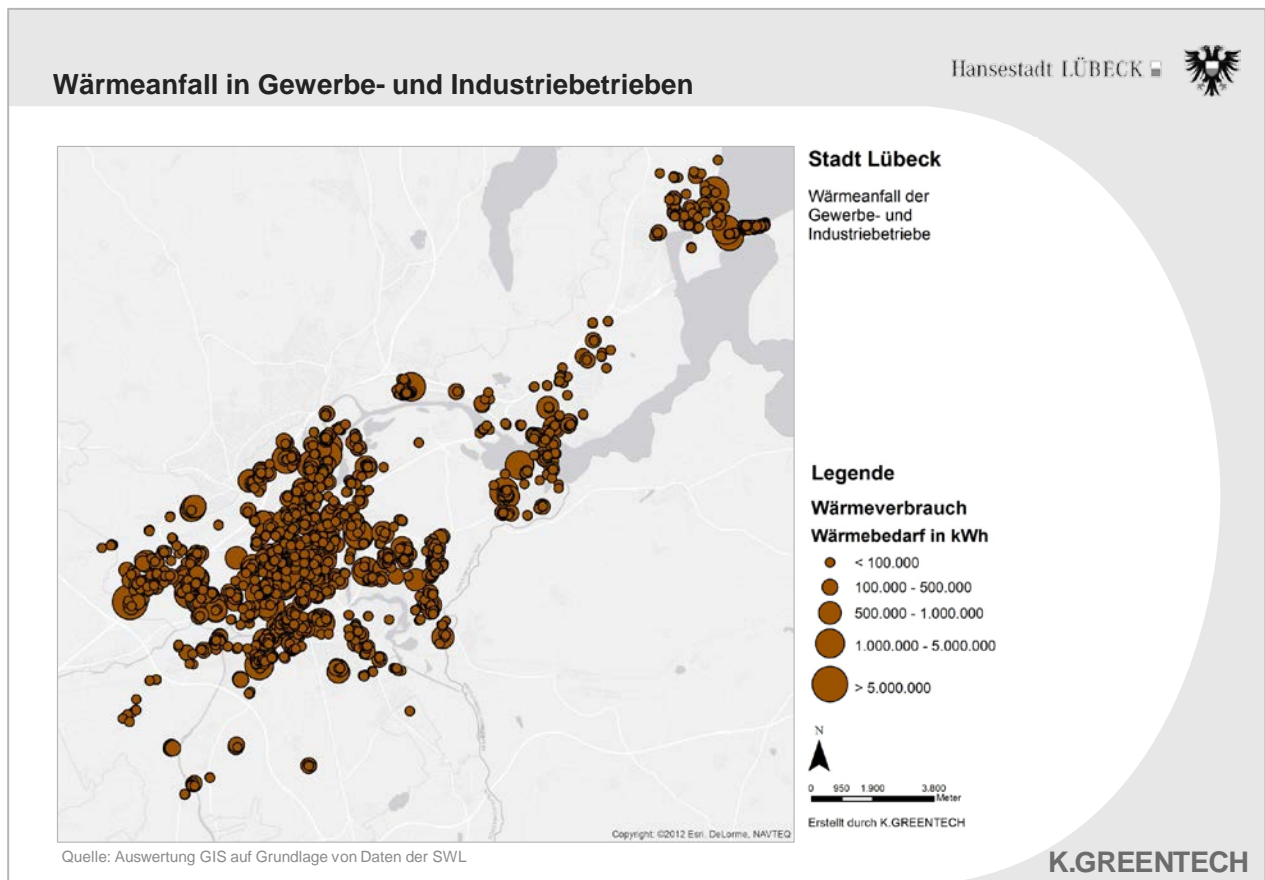 Wärmeanfall in Gewerbe- und Industriebetrieben
Hansestadt LÜBECK
Stadt Lübeck
Wärmeanfall der
Gewerbe- und
Industriebetriebe
Legende
Wärmeverbrauch
Wärmebedarf in kWh
< 100.000
100.000 - 500.000
500.000 - 1.000.000
1.000.000 - 5.000.000
> 5.000.000
N
0 950 1.900 3.800
Meter
Erstellt durch K.GREENTECH
Copyright: ©2012 Esri, DeLorme, NAVTEQ
Quelle: Auswertung GIS auf Grundlage von Daten der SWL
K.GREENTECH